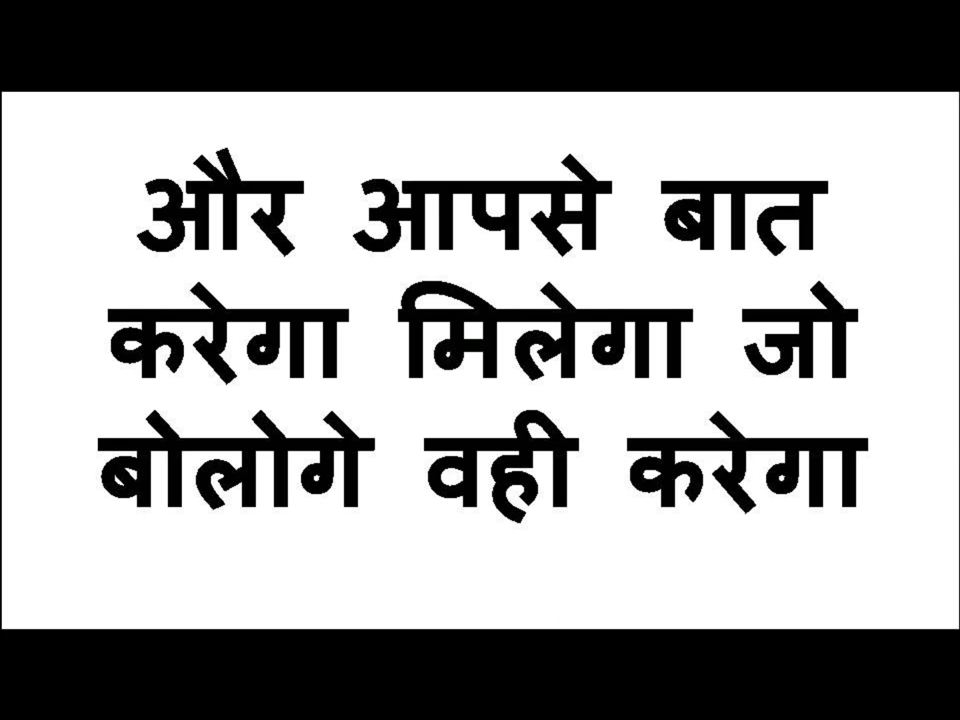 और आपसे बात
करेगा मिलेगा जो
बोलोगे वही करेगा